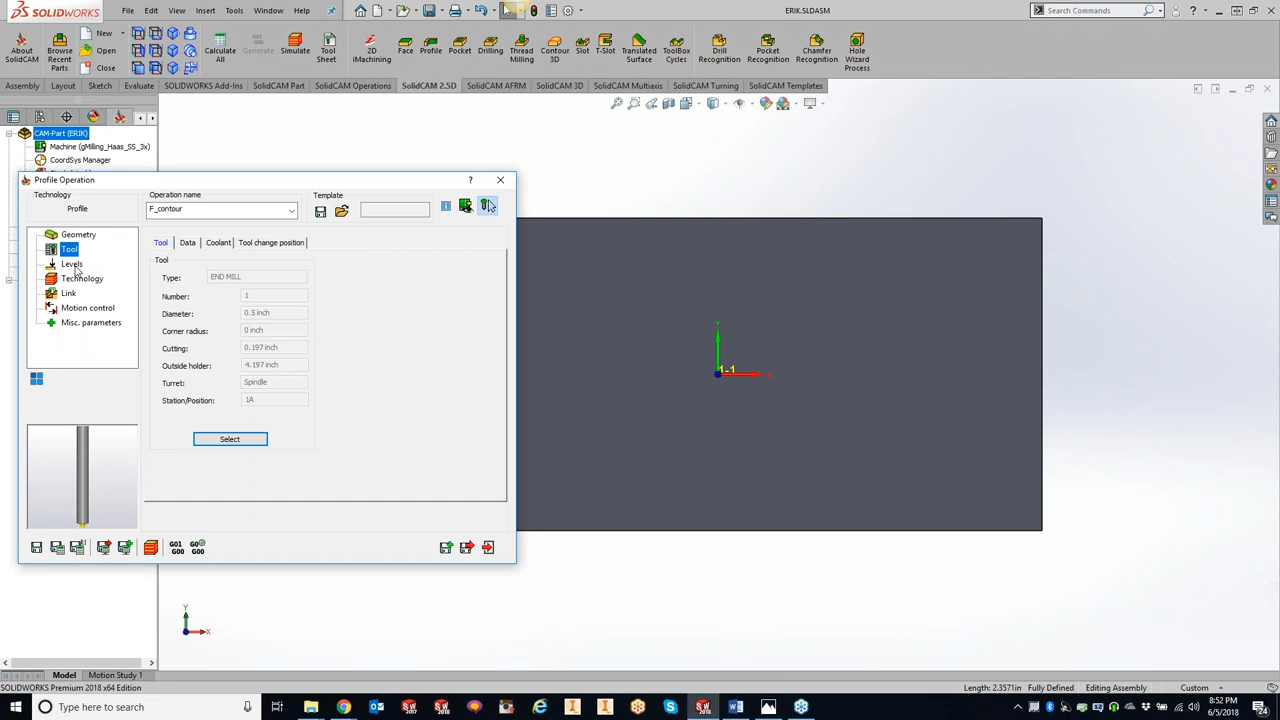 SOLIDWORKS File Edit View Insert Tools Window Help ERIK.SLDASM Search Commands
About SolidCAM
Browse Recent Parts
New
Open
Close
Calculate All
Generate
Simulate
Tool Sheet
2D iMachining
Face
Profile
Pocket
Drilling
Thread Milling
Contour 3D
Slot
T-Slot
Translated Surface
ToolBox Cycles
Drill Recognition
Pocket Recognition
Chamfer Recognition
Hole Wizard Process
Assembly Layout Sketch Evaluate SOLIDWORKS Add-Ins SolidCAM Part SolidCAM Operations SolidCAM 2.5D SolidCAM AFRM SolidCAM 3D SolidCAM Multiaxis SolidCAM Turning SolidCAM Templates
CAM-Part (ERIK)
Machine (gMilling_Haas_SS_3x)
CoordSys Manager
Profile Operation
Technology
Profile
Operation name
F_contour
Template
Geometry
Tool
Levels
Technology
Link
Motion control
Misc. parameters
Tool Data Coolant Tool change position
Tool
Type: END MILL
Number: 1
Diameter: 0.5 inch
Corner radius: 0 inch
Cutting: 0.197 inch
Outside holder: 4.197 inch
Turret: Spindle
Station/Position: 1A
Select
G01
G00
G0
G00
Y
1-1
X
Y
X
Model Motion Study 1
SOLIDWORKS Premium 2018 x64 Edition Length: 2.3571in Fully Defined Editing Assembly Custom
Type here to search
8:52 PM
6/5/2018